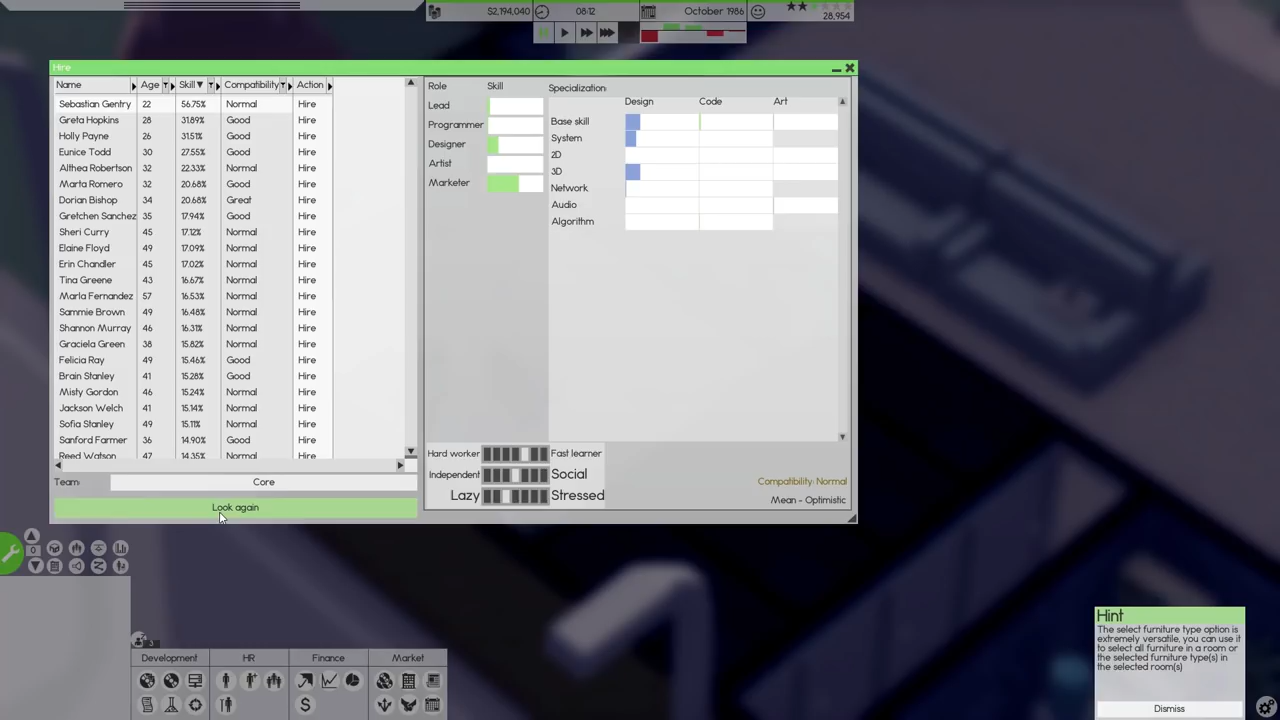 $2,194,040 08:12 October 1986 28,954
Hire
Name Age Skill▼ Compatibility Action
Sebastian Gentry 22 56.75% Normal Hire
Greta Hopkins 28 31.89% Good Hire
Holly Payne 26 31.51% Good Hire
Eunice Todd 30 27.55% Good Hire
Althea Robertson 32 22.33% Normal Hire
Marta Romero 32 20.68% Good Hire
Dorian Bishop 34 20.68% Great Hire
Gretchen Sanchez 35 17.94% Good Hire
Sheri Curry 45 17.12% Normal Hire
Elaine Floyd 49 17.09% Normal Hire
Erin Chandler 45 17.02% Normal Hire
Tina Greene 43 16.67% Normal Hire
Marla Fernandez 57 16.53% Normal Hire
Sammie Brown 49 16.48% Normal Hire
Shannon Murray 46 16.31% Normal Hire
Graciela Green 38 15.82% Normal Hire
Felicia Ray 49 15.46% Good Hire
Brain Stanley 41 15.28% Good Hire
Misty Gordon 46 15.24% Normal Hire
Jackson Welch 41 15.14% Normal Hire
Sofia Stanley 49 15.11% Normal Hire
Sanford Farmer 36 14.90% Good Hire
Reed Watson 47 14.35% Normal Hire
Team: Core
Look again
Role Skill
Lead
Programmer
Designer
Artist
Marketer
Specialization:
Design Code Art
Base skill
System
2D
3D
Network
Audio
Algorithm
Hard worker Fast learner
Independent Social
Lazy Stressed
Compatibility: Normal
Mean - Optimistic
0
3
Development HR Finance Market
Hint
The select furniture type option is
extremely versatile, you can use it
to select all furniture in a room or
the selected furniture type(s) in
the selected room(s)
Dismiss